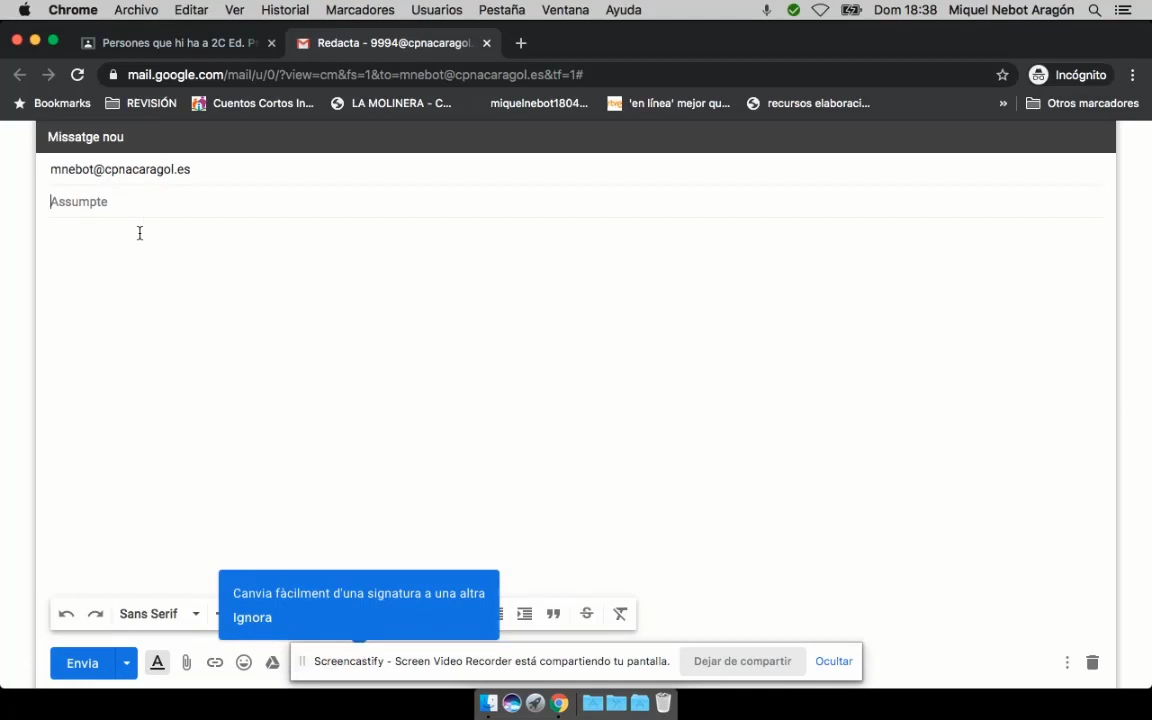 Chrome Archivo Editar Ver Historial Marcadores Usuarios Pestaña Ventana Ayuda Dom 18:38 Miquel Nebot Aragón
Persones que hi ha a 2C Ed. P Redacta - 9994@cpnacaragol.
mail.google.com/mail/u/0/?view=cm&fs=1&to=mnebot@cpnacaragol.es&tf=1# Incógnito
Bookmarks REVISIÓN Cuentos Cortos In... LA MOLINERA - C... miquelnebot1804... rtve 'en línea' mejor qu... recursos elaboraci... » Otros marcadores
Missatge nou
mnebot@cpnacaragol.es
Assumpte
Canvia fàcilment d'una signatura a una altra
Ignora
Sans Serif
Envia
Screencastify - Screen Video Recorder está compartiendo tu pantalla. Dejar de compartir Ocultar